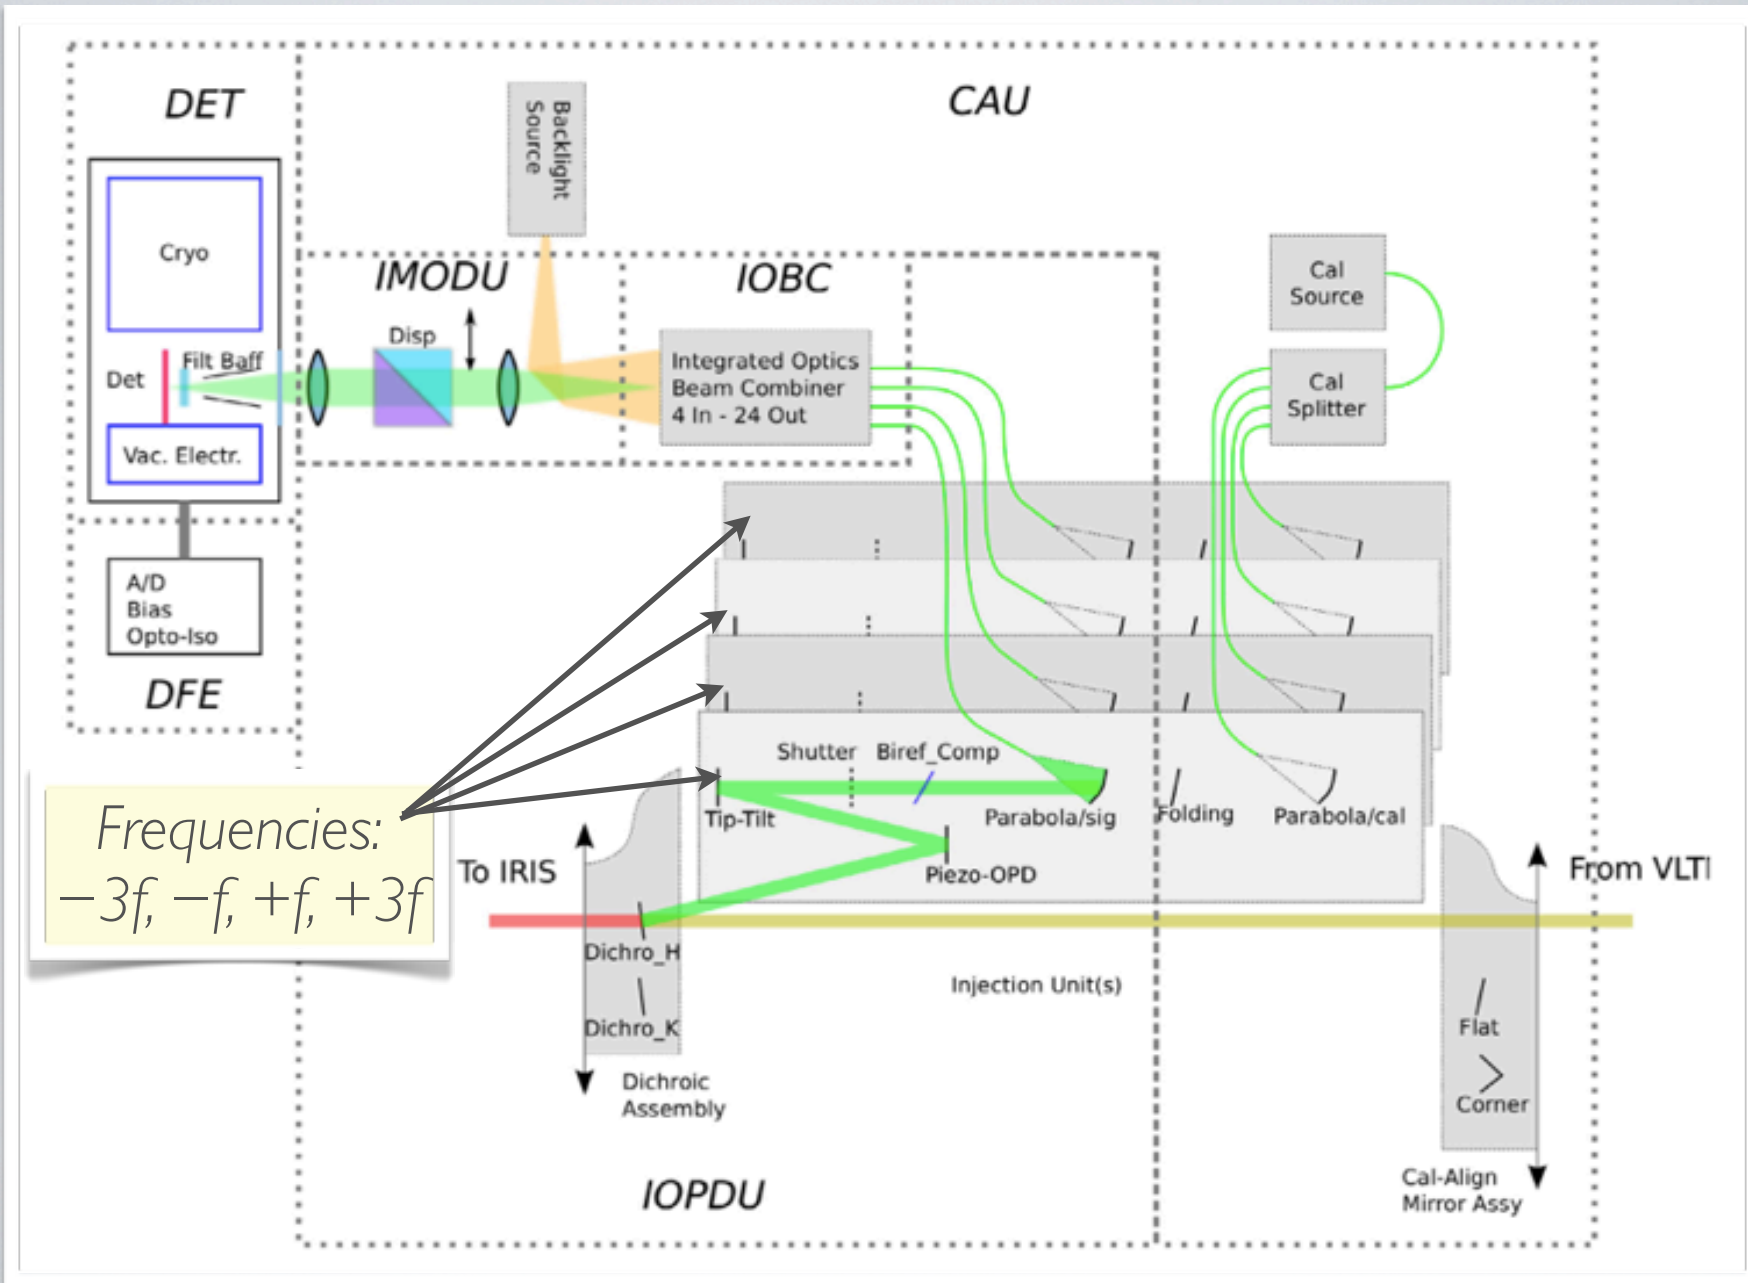 DET
CAU
Backlight
Source
Cryo
IMODU
IOBC
Cal
Source
Disp
Filt Baff
Det
Integrated Optics
Beam Combiner
4 In - 24 Out
Cal
Splitter
Vac. Electr.
A/D
Bias
Opto-Iso
DFE
Shutter
Biref_Comp
Tip-Tilt
Parabola/sig
Folding
Parabola/cal
Frequencies:
−3f, −f, +f, +3f
To IRIS
Piezo-OPD
From VLTI
Dichro_H
Injection Unit(s)
Dichro_K
Flat
Dichroic
Assembly
Corner
Cal-Align
Mirror Assy
IOPDU